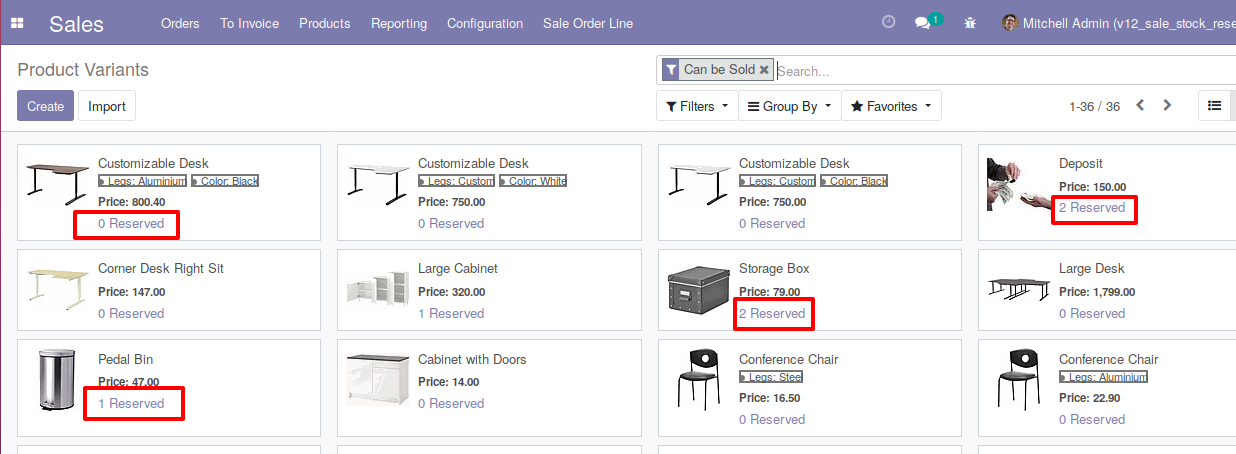 Sales Orders To Invoice Products Reporting Configuration Sale Order Line 1 Mitchell Admin (v12_sale_stock_rese
Product Variants
Can be Sold Search...
Create Import Filters Group By Favorites 1-36 / 36
Customizable Desk
Legs: Aluminium Color: Black
Price: 800.40
0 Reserved
Customizable Desk
Legs: Custom Color: White
Price: 750.00
0 Reserved
Customizable Desk
Legs: Custom Color: Black
Price: 750.00
0 Reserved
Deposit
Price: 150.00
2 Reserved
Corner Desk Right Sit
Price: 147.00
0 Reserved
Large Cabinet
Price: 320.00
1 Reserved
Storage Box
Price: 79.00
2 Reserved
Large Desk
Price: 1,799.00
0 Reserved
Pedal Bin
Price: 47.00
1 Reserved
Cabinet with Doors
Price: 14.00
0 Reserved
Conference Chair
Legs: Steel
Price: 16.50
0 Reserved
Conference Chair
Legs: Aluminium
Price: 22.90
0 Reserved